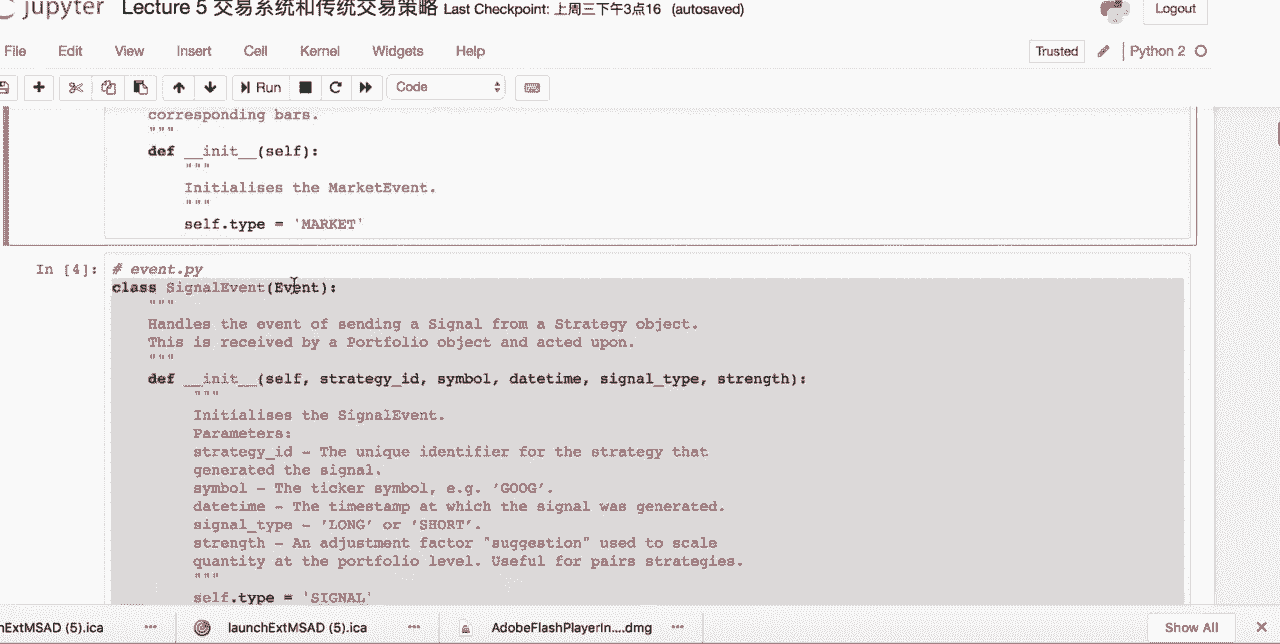 jupyter Lecture 5 交易系统和传统交易策略 Last Checkpoint: 上周三下午3点16 (autosaved)
Logout
File Edit View Insert Cell Kernel Widgets Help
Trusted Python 2
Run Code
corresponding bars.
"""
def __init__(self):
"""
Initialises the MarketEvent.
"""
self.type = 'MARKET'
In [4]: # event.py
class SignalEvent(Event):
"""
Handles the event of sending a Signal from a Strategy object.
This is received by a Portfolio object and acted upon.
"""
def __init__(self, strategy_id, symbol, datetime, signal_type, strength):
"""
Initialises the SignalEvent.
Parameters:
strategy_id - The unique identifier for the strategy that
generated the signal.
symbol - The ticker symbol, e.g. ’GOOG’.
datetime - The timestamp at which the signal was generated.
signal_type - ’LONG’ or ’SHORT’.
strength - An adjustment factor "suggestion" used to scale
quantity at the portfolio level. Useful for pairs strategies.
"""
self.type = 'SIGNAL'
hExtMSAD (5).ica ... launchExtMSAD (5).ica ... AdobeFlashPlayerIn....dmg ... Show All